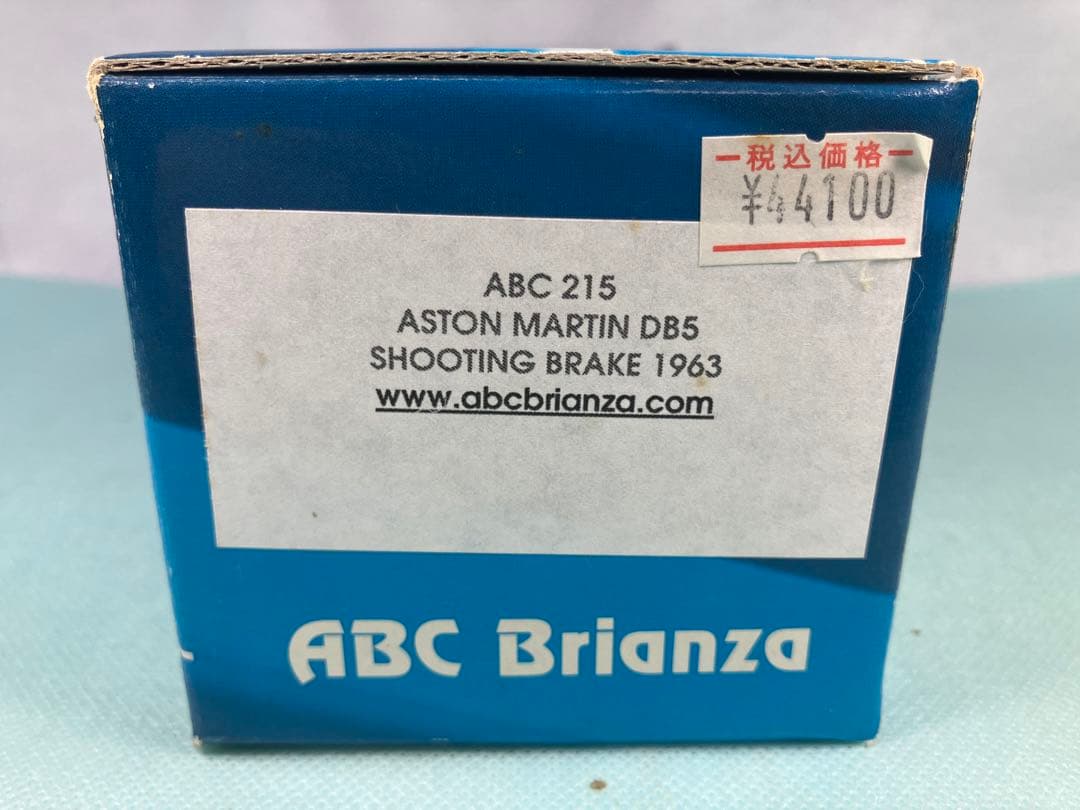 税込価格
¥44100
ABC 215
ASTON MARTIN DB5
SHOOTING BRAKE 1963
www.abcbrianza.com
ABC Brianza